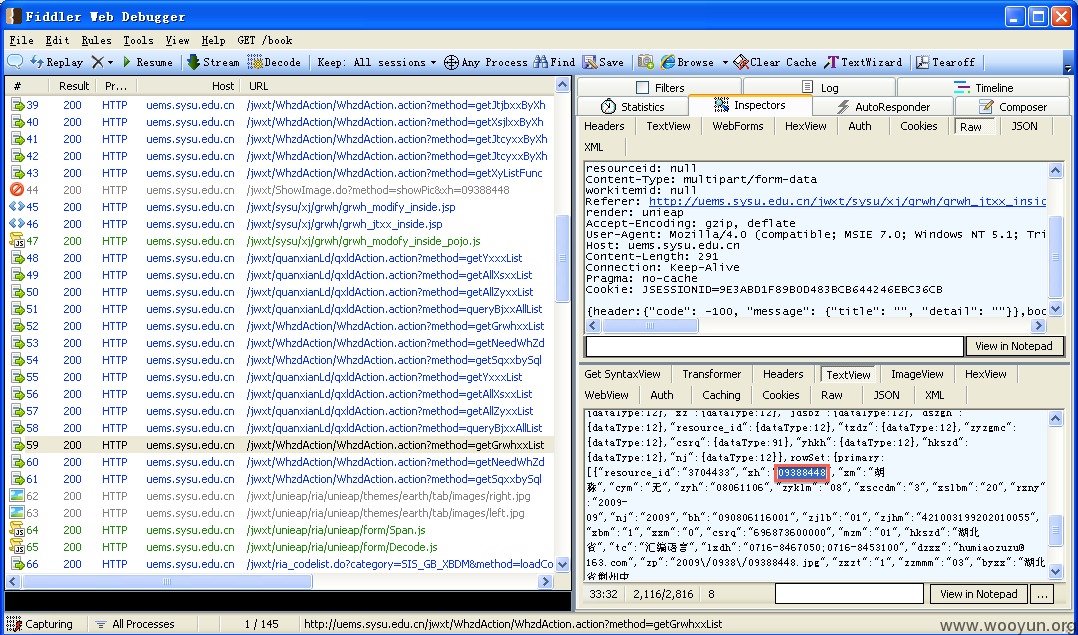 Fiddler Web Debugger
File Edit Rules Tools View Help GET /book
Replay Resume Stream Decode Keep: All sessions Any Process Find Save Browse Clear Cache TextWizard Tearoff
# Result Pr... Host URL
39 200 HTTP uems.sysu.edu.cn /jwxt/WhzdAction/WhzdAction.action?method=getJtjbxxByXh
40 200 HTTP uems.sysu.edu.cn /jwxt/WhzdAction/WhzdAction.action?method=getXsjlxxByXh
41 200 HTTP uems.sysu.edu.cn /jwxt/WhzdAction/WhzdAction.action?method=getJtcyxxByXh
42 200 HTTP uems.sysu.edu.cn /jwxt/WhzdAction/WhzdAction.action?method=getJtcyxxByXh
43 200 HTTP uems.sysu.edu.cn /jwxt/WhzdAction/WhzdAction.action?method=getXyListFunc
44 200 HTTP uems.sysu.edu.cn /jwxt/ShowImage.do?method=showPic&xh=09388448
45 200 HTTP uems.sysu.edu.cn /jwxt/sysu/xj/grwh/grwh_modify_inside.jsp
46 200 HTTP uems.sysu.edu.cn /jwxt/sysu/xj/grwh/grwh_jtxx_inside.jsp
47 200 HTTP uems.sysu.edu.cn /jwxt/sysu/xj/grwh/grwh_modofy_inside_pojo.js
48 200 HTTP uems.sysu.edu.cn /jwxt/quanxianLd/qxldAction.action?method=getYxxxList
49 200 HTTP uems.sysu.edu.cn /jwxt/quanxianLd/qxldAction.action?method=getAllXsxxList
50 200 HTTP uems.sysu.edu.cn /jwxt/quanxianLd/qxldAction.action?method=getAllZyxxList
51 200 HTTP uems.sysu.edu.cn /jwxt/quanxianLd/qxldAction.action?method=queryBjxxAllList
52 200 HTTP uems.sysu.edu.cn /jwxt/WhzdAction/WhzdAction.action?method=getGrwhxxList
53 200 HTTP uems.sysu.edu.cn /jwxt/WhzdAction/WhzdAction.action?method=getNeedWhZd
54 200 HTTP uems.sysu.edu.cn /jwxt/WhzdAction/WhzdAction.action?method=getSqxxbySql
55 200 HTTP uems.sysu.edu.cn /jwxt/quanxianLd/qxldAction.action?method=getYxxxList
56 200 HTTP uems.sysu.edu.cn /jwxt/quanxianLd/qxldAction.action?method=getAllXsxxList
57 200 HTTP uems.sysu.edu.cn /jwxt/quanxianLd/qxldAction.action?method=getAllZyxxList
58 200 HTTP uems.sysu.edu.cn /jwxt/quanxianLd/qxldAction.action?method=queryBjxxAllList
59 200 HTTP uems.sysu.edu.cn /jwxt/WhzdAction/WhzdAction.action?method=getGrwhxxList
60 200 HTTP uems.sysu.edu.cn /jwxt/WhzdAction/WhzdAction.action?method=getNeedWhZd
61 200 HTTP uems.sysu.edu.cn /jwxt/WhzdAction/WhzdAction.action?method=getSqxxbySql
62 200 HTTP uems.sysu.edu.cn /jwxt/unieap/ria/unieap/themes/earth/tab/images/right.jpg
63 200 HTTP uems.sysu.edu.cn /jwxt/unieap/ria/unieap/themes/earth/tab/images/left.jpg
64 200 HTTP uems.sysu.edu.cn /jwxt/unieap/ria/unieap/form/Span.js
65 200 HTTP uems.sysu.edu.cn /jwxt/unieap/ria/unieap/form/Decode.js
66 200 HTTP uems.sysu.edu.cn /jwxt/ria_codelist.do?category=SIS_GB_XBDM&method=loadCo
Filters Log Timeline
Statistics Inspectors AutoResponder Composer
Headers TextView WebForms HexView Auth Cookies Raw JSON
XML
resourceid: null
Content-Type: multipart/form-data
workitemid: null
Referer: http://uems.sysu.edu.cn/jwxt/sysu/xj/grwh/grwh_jtxx_insid
render: unieap
Accept-Encoding: gzip, deflate
User-Agent: Mozilla/4.0 (compatible; MSIE 7.0; Windows NT 5.1; Tri
Host: uems.sysu.edu.cn
Content-Length: 291
Connection: Keep-Alive
Pragma: no-cache
Cookie: JSESSIONID=9E3ABD1F89B0D483BCB644246EBC36CB
{header:{"code": -100, "message": {"title": "", "detail": ""}},boc
View in Notepad
Get SyntaxView Transformer Headers TextView ImageView HexView
WebView Auth Caching Cookies Raw JSON XML
{dataType:12},"resource_id":{dataType:12},"txdz":{dataType:12},"zyzgmc"
:{dataType:12},"csrq":{dataType:91},"yhkh":{dataType:12},"hkszd":
{dataType:12},"nj":{dataType:12}},rowSet:{primary:
[{"resource_id":"3704433","xh":"09388448","xm":"胡
"cym":"无","zyh":"08061106","zyklm":"08","xsccdm":"3","xslbm":"20","rxny"
:"2009-
09","nj":"2009","bh":"090806116001","zjlb":"01","zjhm":"421003199202010055",
"xbm":"1","xxm":"0","csrq":"696873600000","mzm":"01","hkszd":"湖北
省","tc":"汇编语言","lxdh":"0716-8467050;0716-8453100","dzxx":"humiaozuzu@
163.com","zp":"2009\/0938\/09388448.jpg","xxzt":"1","zzmmm":"03","byxx":"湖北
33:32 2,116/2,816 8 View in Notepad ...
Capturing All Processes 1 / 145 http://uems.sysu.edu.cn/jwxt/WhzdAction/WhzdAction.action?method=getGrwhxxList
www.wooyun.org